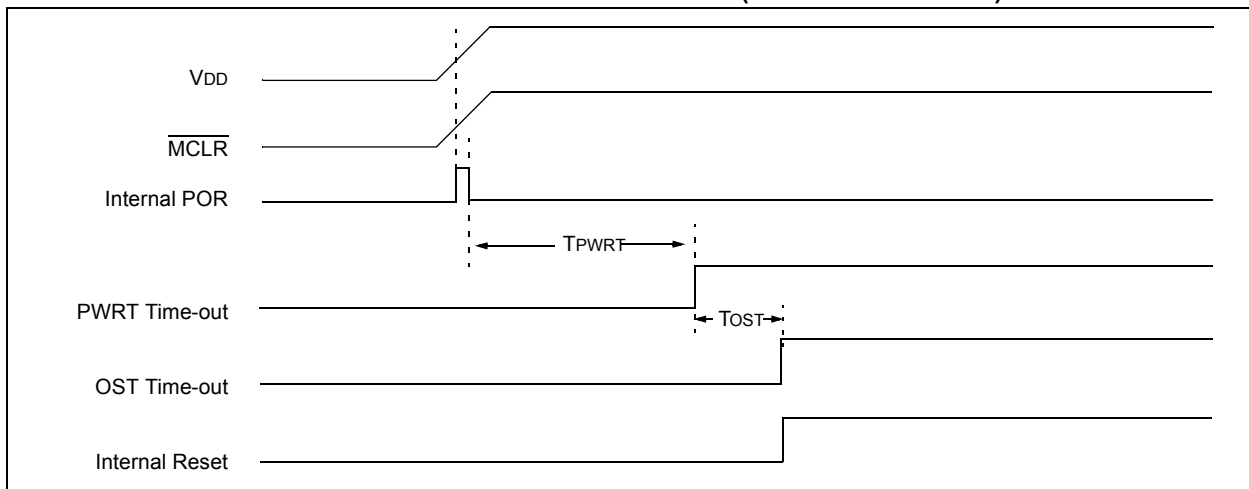 VDD
MCLR
Internal POR
TPWRT
PWRT Time-out
TOST
OST Time-out
Internal Reset